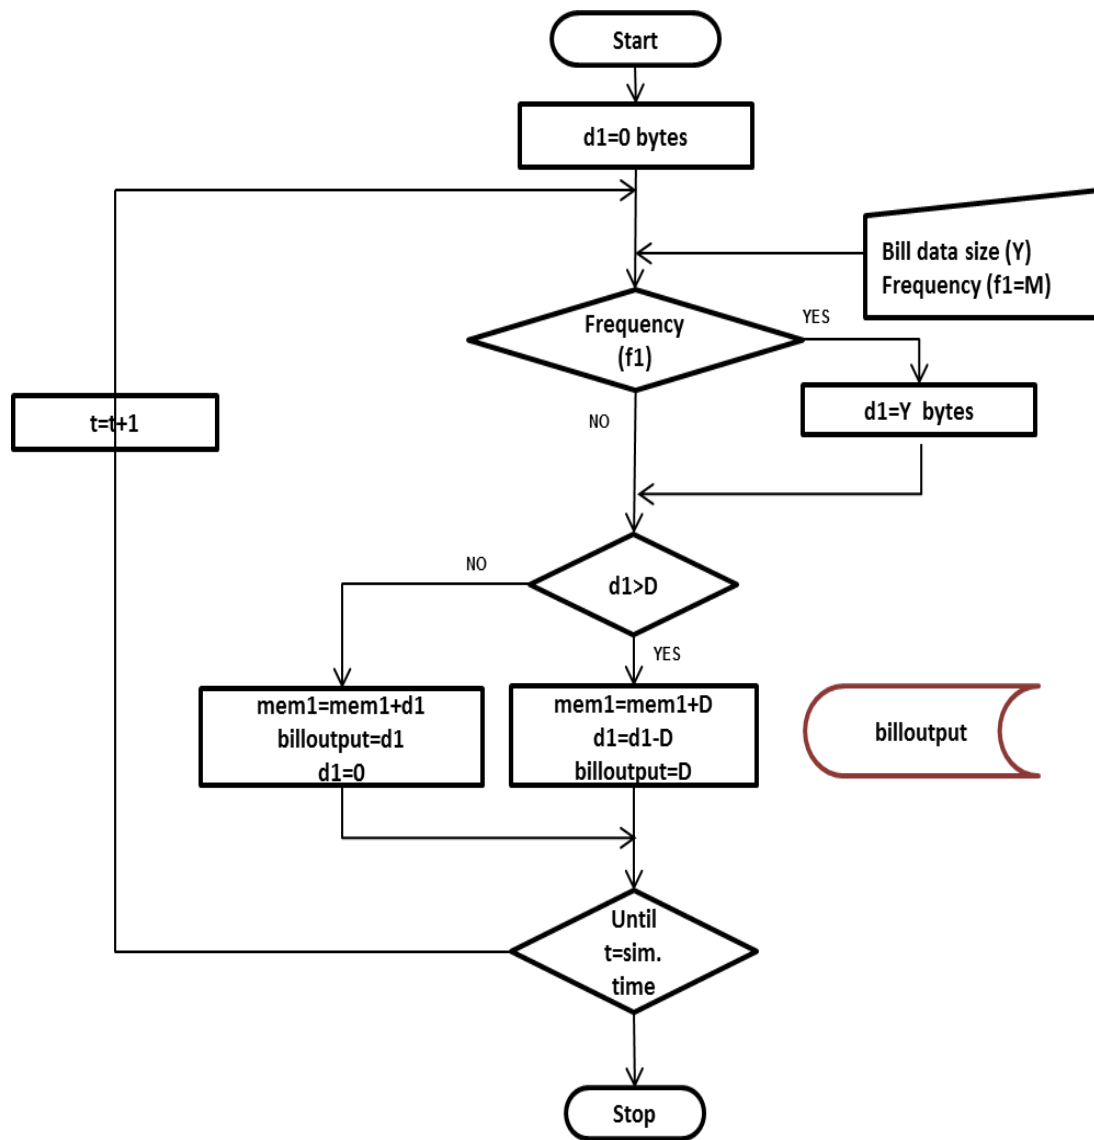 Start
d1=0 bytes
Bill data size (Y)
Frequency (f1=M)
Frequency
(f1)
YES
d1=Y bytes
NO
t=t+1
d1>D
NO
YES
mem1=mem1+d1
billoutput=d1
d1=0
mem1=mem1+D
d1=d1-D
billoutput=D
billoutput
Until
t=sim.
time
Stop